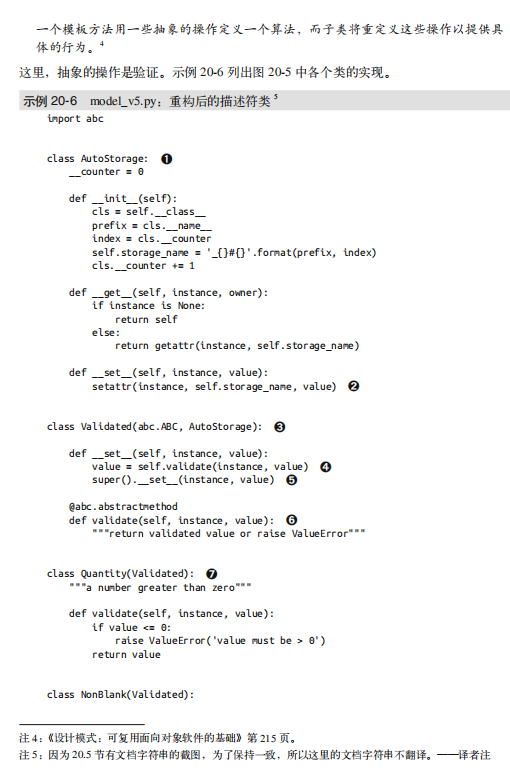 一个模板方法用一些抽象的操作定义一个算法，而子类将重定义这些操作以提供具
体的行为。4
这里，抽象的操作是验证。示例 20-6 列出图 20-5 中各个类的实现。
示例 20-6 model_v5.py：重构后的描述符类 5
import abc
class AutoStorage: ❶
    __counter = 0
    def __init__(self):
        cls = self.__class__
        prefix = cls.__name__
        index = cls.__counter
        self.storage_name = '_{}#{}'.format(prefix, index)
        cls.__counter += 1
    def __get__(self, instance, owner):
        if instance is None:
            return self
        else:
            return getattr(instance, self.storage_name)
    def __set__(self, instance, value):
        setattr(instance, self.storage_name, value) ❷
class Validated(abc.ABC, AutoStorage): ❸
    def __set__(self, instance, value):
        value = self.validate(instance, value) ❹
        super().__set__(instance, value) ❺
    @abc.abstractmethod
    def validate(self, instance, value): ❻
        """return validated value or raise ValueError"""
class Quantity(Validated): ❼
    """a number greater than zero"""
    def validate(self, instance, value):
        if value <= 0:
            raise ValueError('value must be > 0')
        return value
class NonBlank(Validated):
注 4：《设计模式：可复用面向对象软件的基础》第 215 页。
注 5：因为 20.5 节有文档字符串的截图，为了保持一致，所以这里的文档字符串不翻译。——译者注